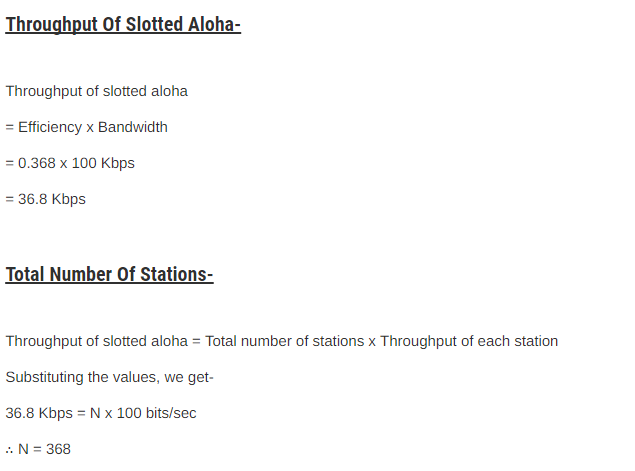 Throughput Of Slotted Aloha-
Throughput of slotted aloha
= Efficiency x Bandwidth
= 0.368 x 100 Kbps
= 36.8 Kbps
Total Number Of Stations-
Throughput of slotted aloha = Total number of stations x Throughput of each station
Substituting the values, we get-
36.8 Kbps = N x 100 bits/sec
∴ N = 368